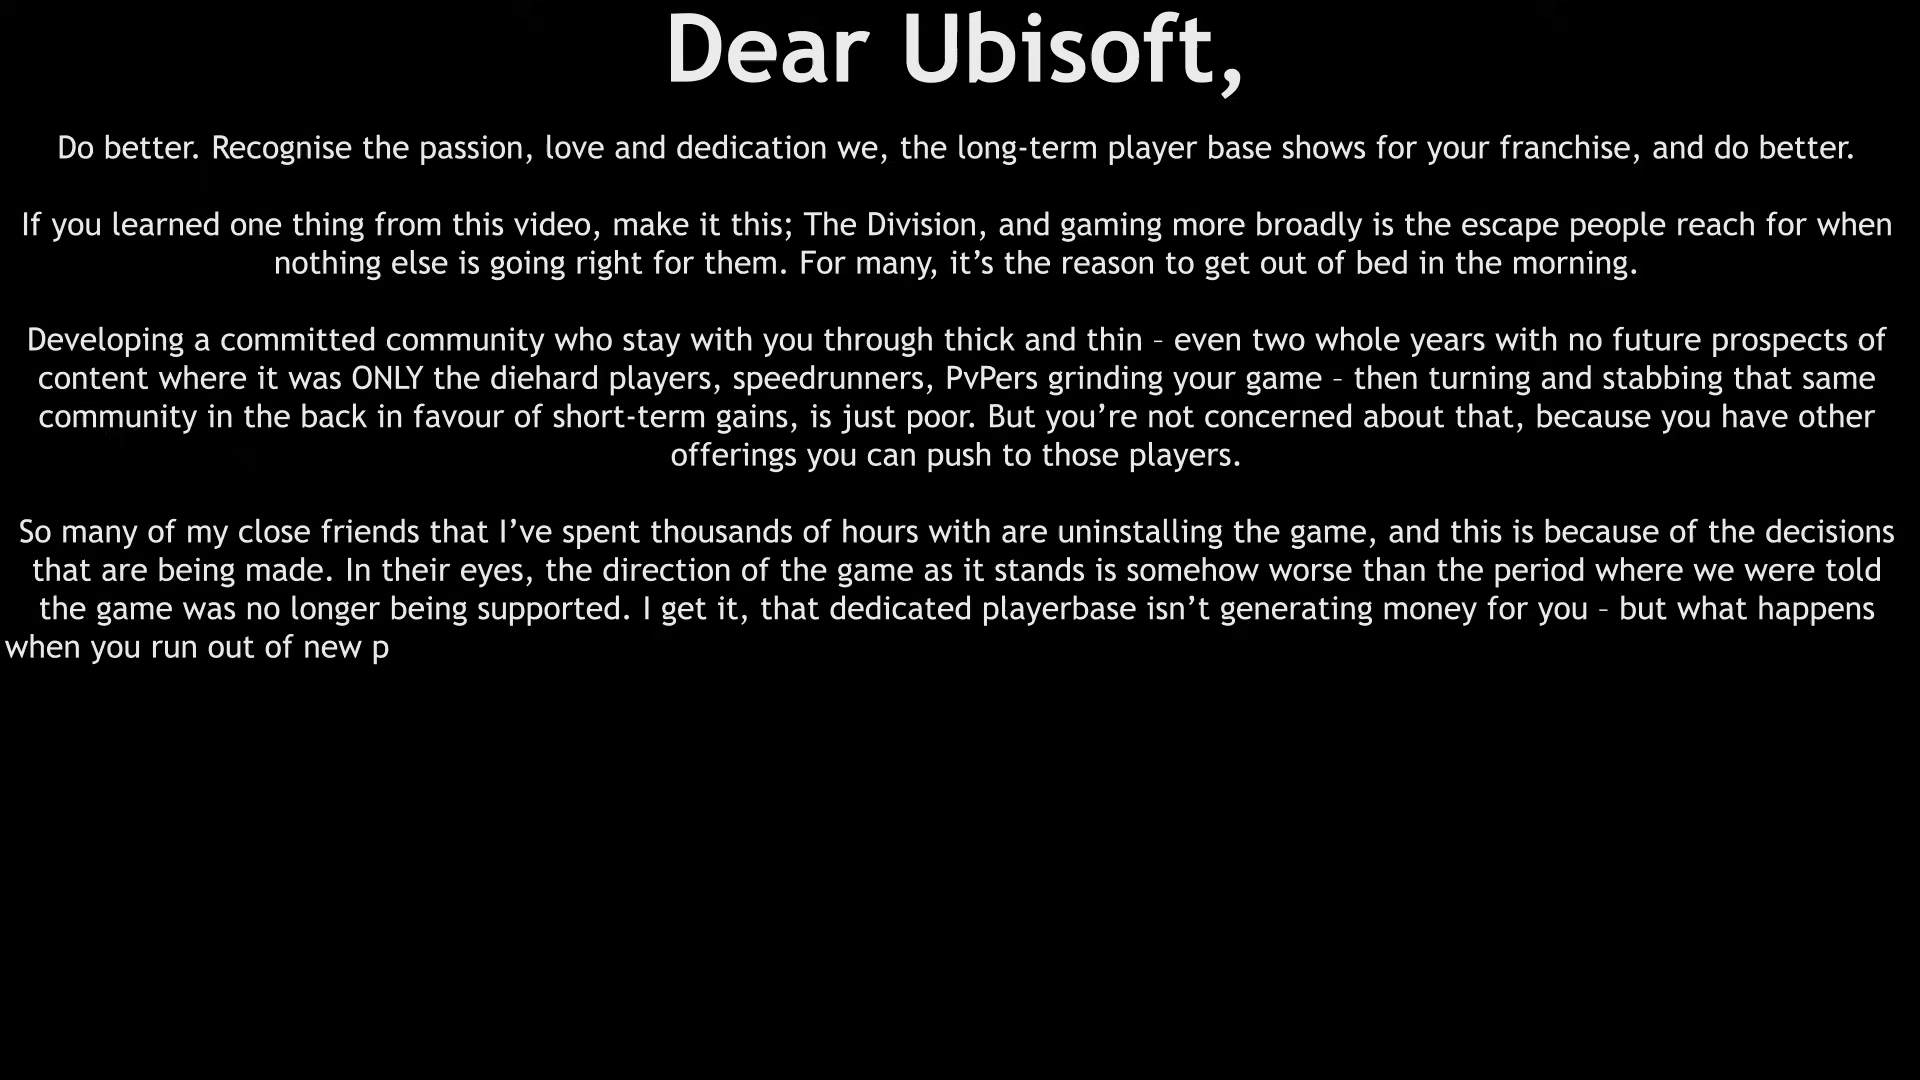 Dear Ubisoft,
Do better. Recognise the passion, love and dedication we, the long-term player base shows for your franchise, and do better.
If you learned one thing from this video, make it this; The Division, and gaming more broadly is the escape people reach for when
nothing else is going right for them. For many, it’s the reason to get out of bed in the morning.
Developing a committed community who stay with you through thick and thin – even two whole years with no future prospects of
content where it was ONLY the diehard players, speedrunners, PvPers grinding your game – then turning and stabbing that same
community in the back in favour of short-term gains, is just poor. But you’re not concerned about that, because you have other
offerings you can push to those players.
So many of my close friends that I’ve spent thousands of hours with are uninstalling the game, and this is because of the decisions
that are being made. In their eyes, the direction of the game as it stands is somehow worse than the period where we were told
the game was no longer being supported. I get it, that dedicated playerbase isn’t generating money for you – but what happens
when you run out of new p